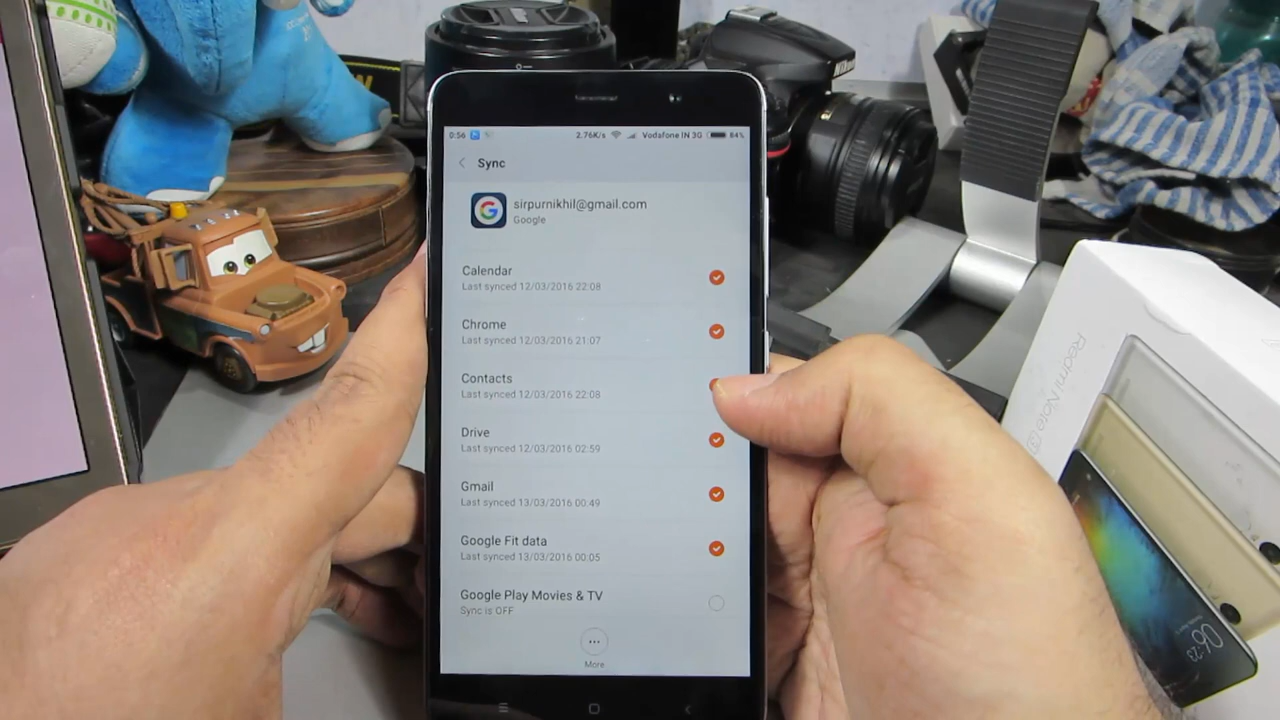 Nikon
0:56 2.76K/s Vodafone IN 3G 84%
Sync
sirpurnikhil@gmail.com
Google
Calendar
Last synced 12/03/2016 22:08
Chrome
Last synced 12/03/2016 21:07
Contacts
Last synced 12/03/2016 22:08
Drive
Last synced 12/03/2016 02:59
Gmail
Last synced 13/03/2016 00:49
Google Fit data
Last synced 13/03/2016 00:05
Google Play Movies & TV
Sync is OFF
More
Redmi Note 3
06:23